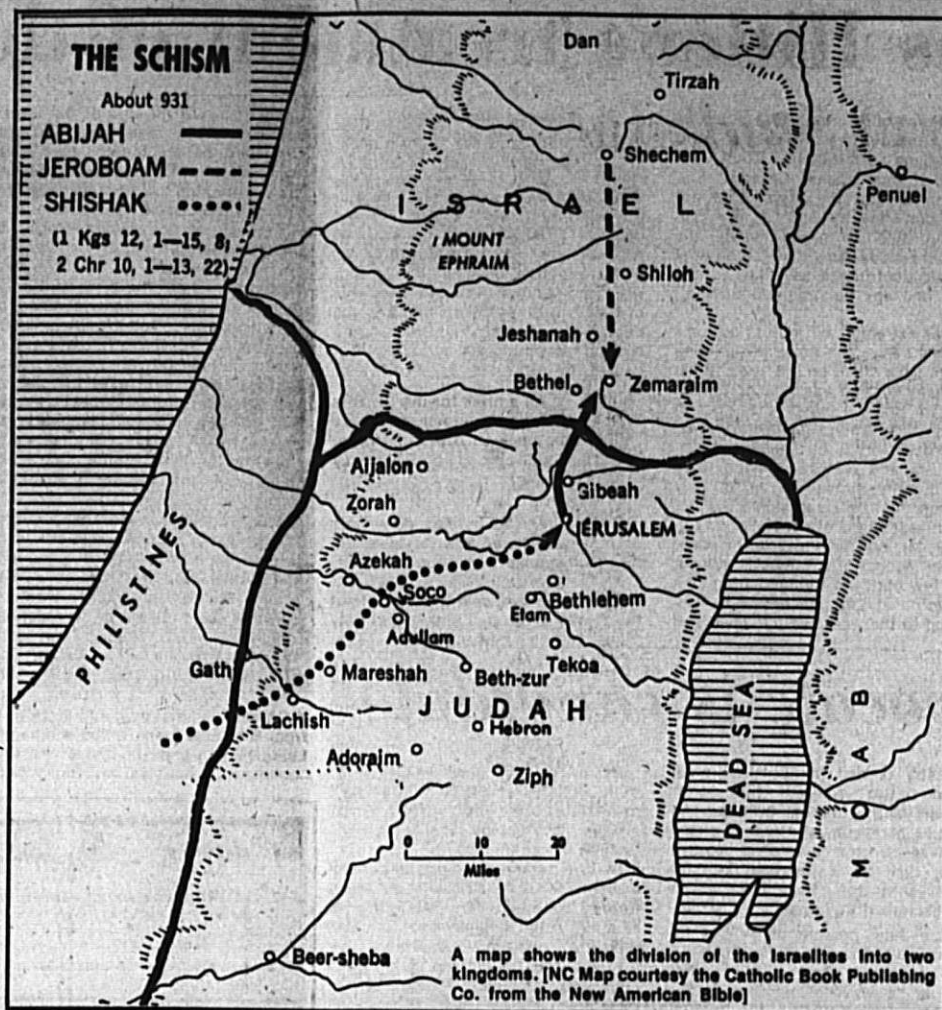 THE SCHISM
About 931
ABIJAH
JEROBOAM
SHISHAK
(1 Kgs 12, 1—15, 8;
2 Chr 10, 1—13, 22)
Dan
Tirzah
Shechem
Penuel
ISRAEL
MOUNT
EPHRAIM
Shiloh
Jeshanah
Bethel
Zemaraim
Aijalon
Gibeah
Zorah
JERUSALEM
PHILISTINES
Azekah
Soco
Bethlehem
Etam
Adullam
Tekoa
Gath
Mareshah
Beth-zur
JUDAH
Lachish
Hebron
Adoraim
Ziph
DEAD SEA
MOAB
0 10 20
Miles
Beer-sheba
A map shows the division of the Israelites into two
kingdoms. [NC Map courtesy the Catholic Book Publishing
Co. from the New American Bible]